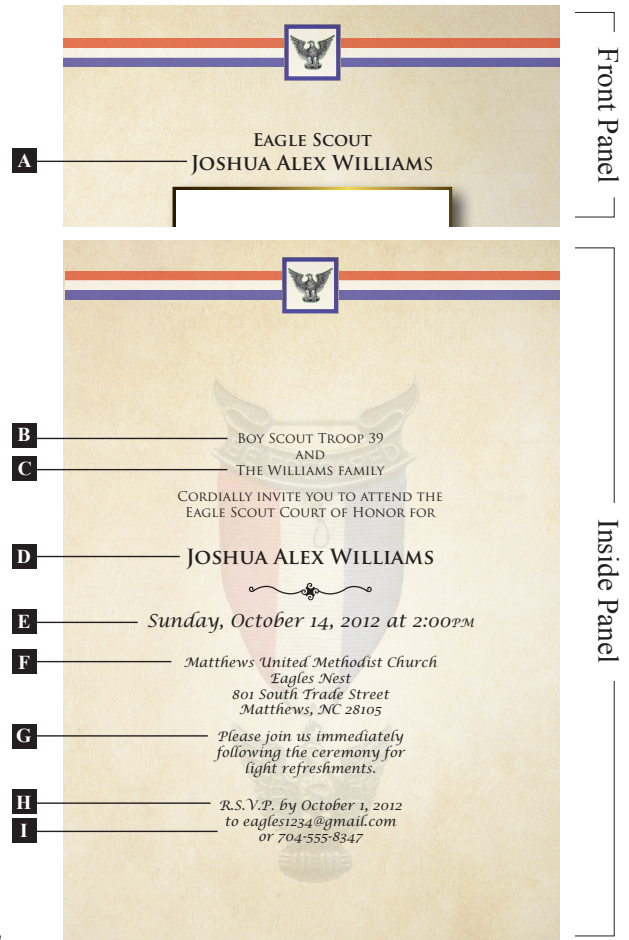 Front Panel
EAGLE SCOUT
A
JOSHUA ALEX WILLIAMS
Inside Panel
B
BOY SCOUT TROOP 39
AND
C
THE WILLIAMS FAMILY
CORDIALLY INVITE YOU TO ATTEND THE
EAGLE SCOUT COURT OF HONOR FOR
D
JOSHUA ALEX WILLIAMS
E
Sunday, October 14, 2012 at 2:00PM
F
Matthews United Methodist Church
Eagles Nest
801 South Trade Street
Matthews, NC 28105
G
Please join us immediately
following the ceremony for
light refreshments.
H
R.S.V.P. by October 1, 2012
I
to eagles1234@gmail.com
or 704-555-8347